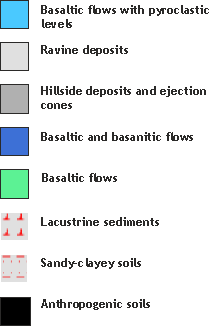 Basaltic flows with pyroclastic
levels
Ravine deposits
Hillside deposits and ejection
cones
Basaltic and basanitic flows
Basaltic flows
Lacustrine sediments
Sandy-clayey soils
Anthropogenic soils